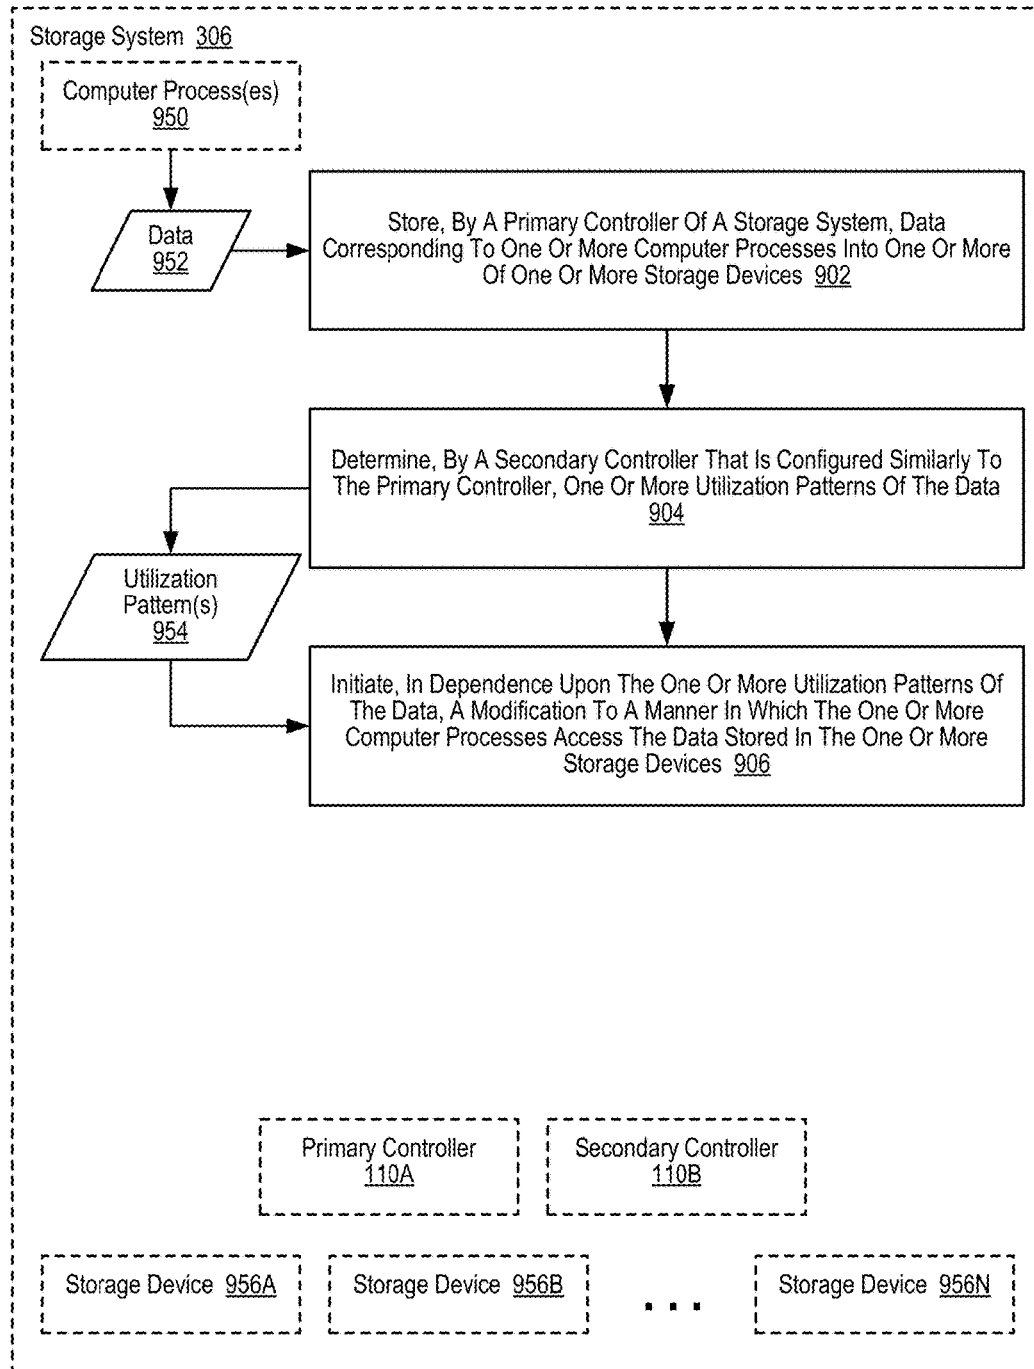 Storage System 306
Computer Process(es)
950
Data
952
Store, By A Primary Controller Of A Storage System, Data
Corresponding To One Or More Computer Processes Into One Or More
Of One Or More Storage Devices 902
Determine, By A Secondary Controller That Is Configured Similarly To
The Primary Controller, One Or More Utilization Patterns Of The Data
904
Utilization
Pattern(s)
954
Initiate, In Dependence Upon The One Or More Utilization Patterns Of
The Data, A Modification To A Manner In Which The One Or More
Computer Processes Access The Data Stored In The One Or More
Storage Devices 906
Primary Controller
110A
Secondary Controller
110B
Storage Device 956A
Storage Device 956B
...
Storage Device 956N